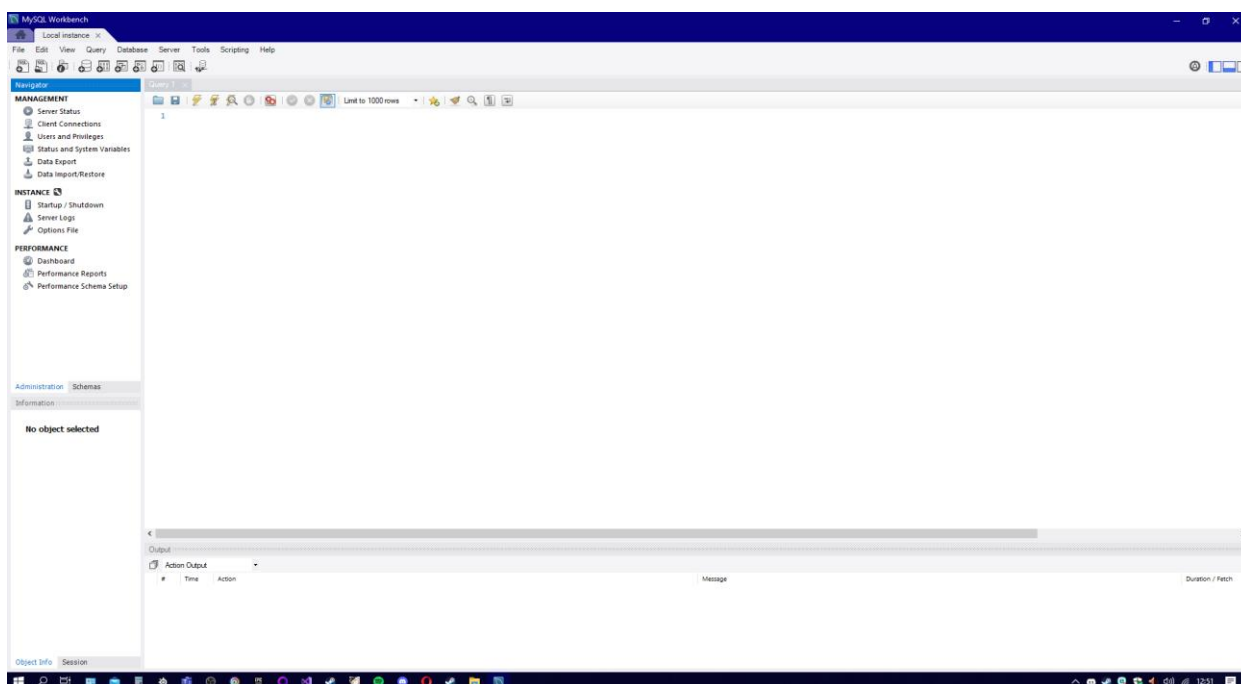 MySQL Workbench
Local instance
File Edit View Query Database Server Tools Scripting Help
Navigator
Query 1
MANAGEMENT
Server Status
Client Connections
Users and Privileges
Status and System Variables
Data Export
Data Import/Restore
INSTANCE
Startup / Shutdown
Server Logs
Options File
PERFORMANCE
Dashboard
Performance Reports
Performance Schema Setup
Administration Schemas
Information
No object selected
Object Info Session
Limit to 1000 rows
1
Output
Action Output
# Time Action Message Duration / Fetch
12:51